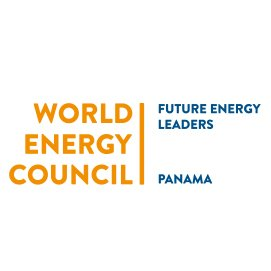 WORLD
ENERGY
COUNCIL
FUTURE ENERGY
LEADERS
PANAMA